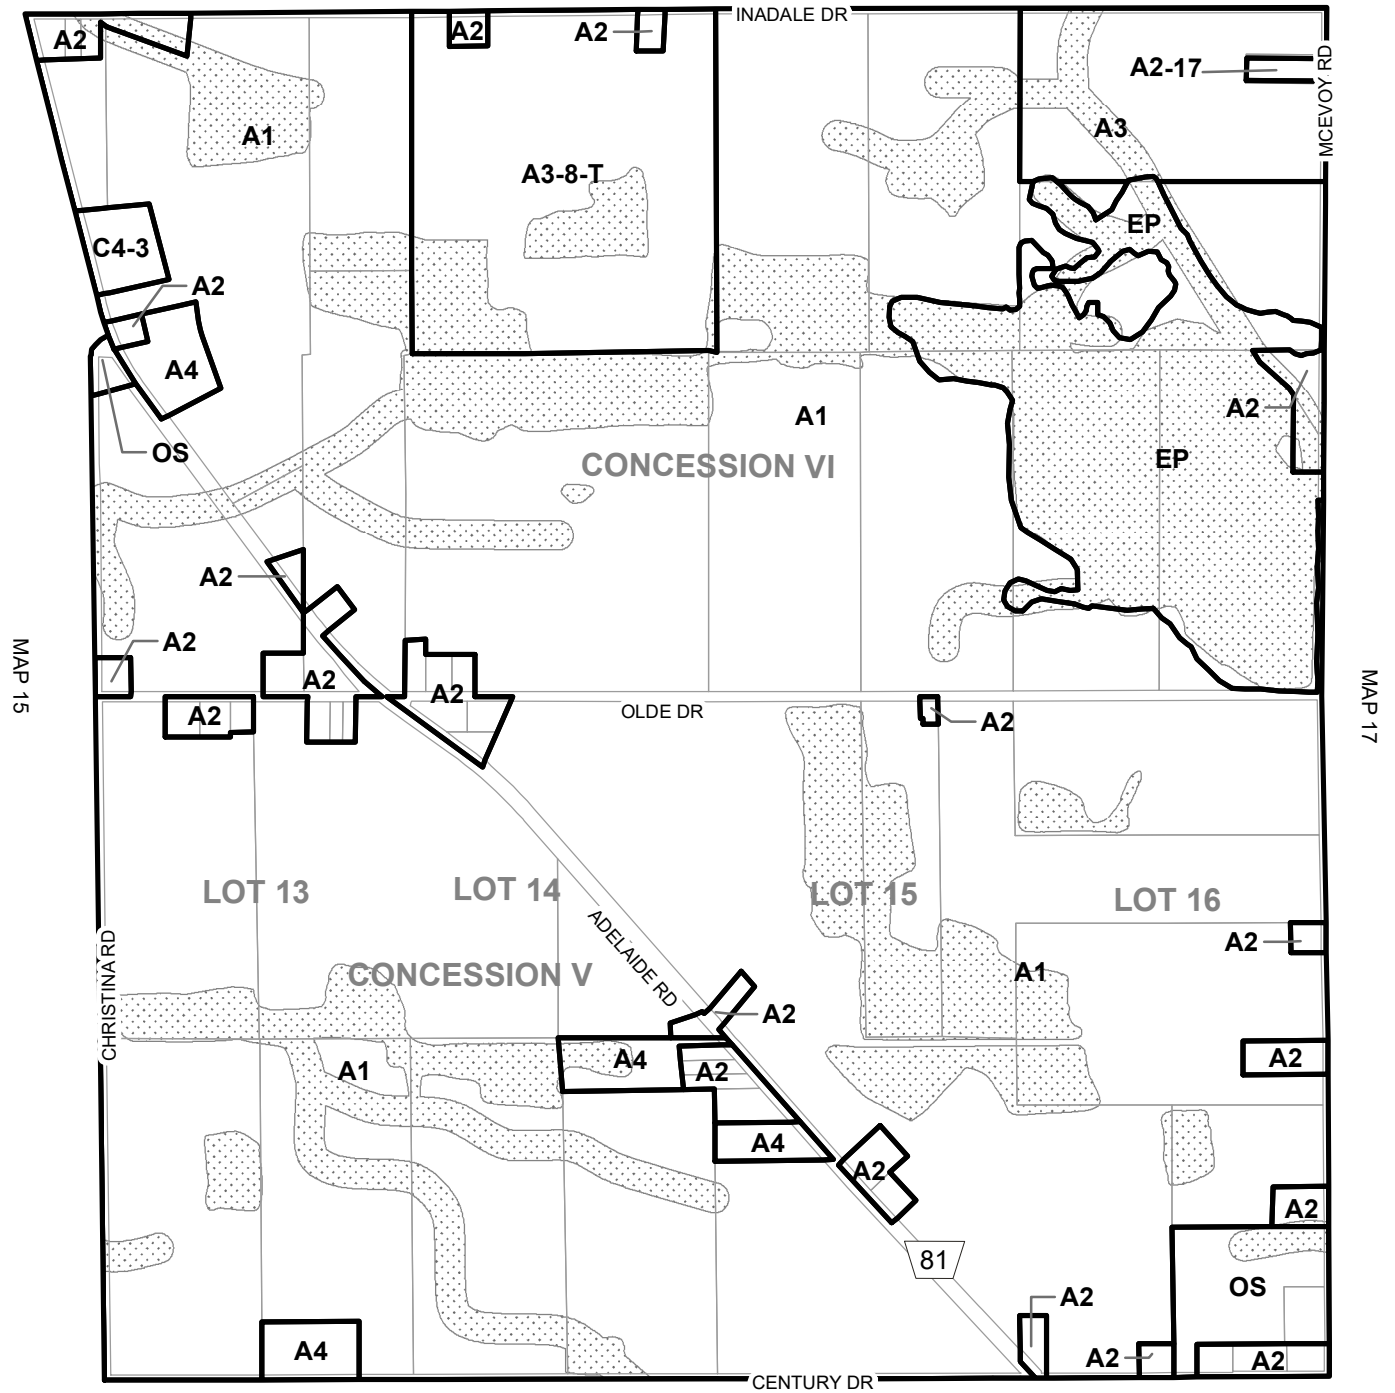 INADALE DR
A2
A2
A2
A2-17
MCEVOY RD
A3
A1
A3-8-T
EP
C4-3
A2
A4
A2
A1
OS
CONCESSION VI
EP
A2
A2
MAP 15
A2
A2
MAP 17
A2
OLDE DR
A2
LOT 13
LOT 14
LOT 15
LOT 16
ADELAIDE RD
A2
CHRISTINA RD
CONCESSION V
A1
A2
A4
A2
A1
A2
A4
A2
A2
81
OS
A2
A4
A2
A2
CENTURY DR